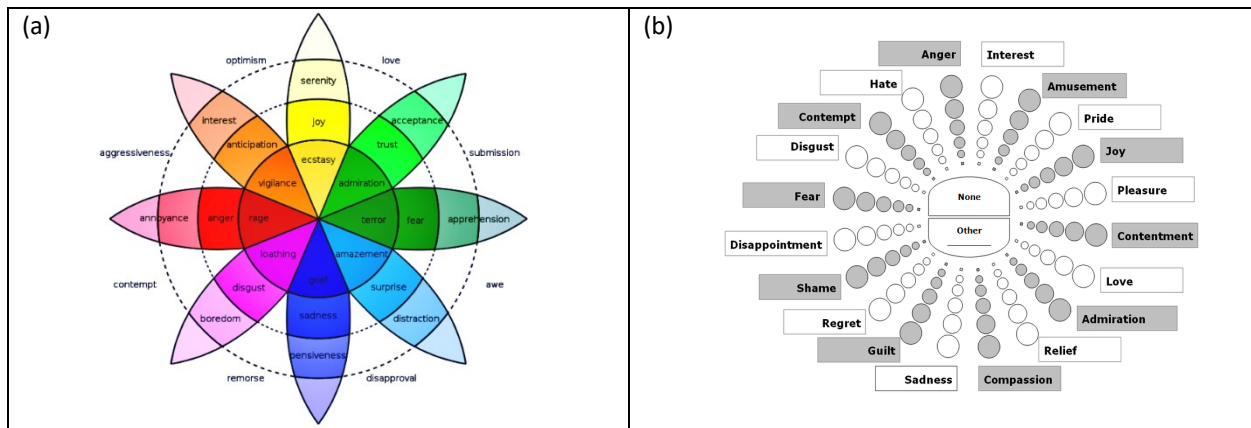 (a)
optimism
love
serenity
interest
joy
acceptance
anticipation
trust
aggressiveness
ecstasy
submission
vigilance
admiration
annoyance
anger
rage
terror
fear
apprehension
loathing
amazement
grief
contempt
disgust
surprise
awe
boredom
sadness
distraction
pensiveness
remorse
disapproval
(b)
Anger
Interest
Hate
Amusement
Contempt
Pride
Disgust
Joy
Fear
None
Pleasure
Other
Disappointment
Contentment
Shame
Love
Regret
Admiration
Guilt
Relief
Sadness
Compassion